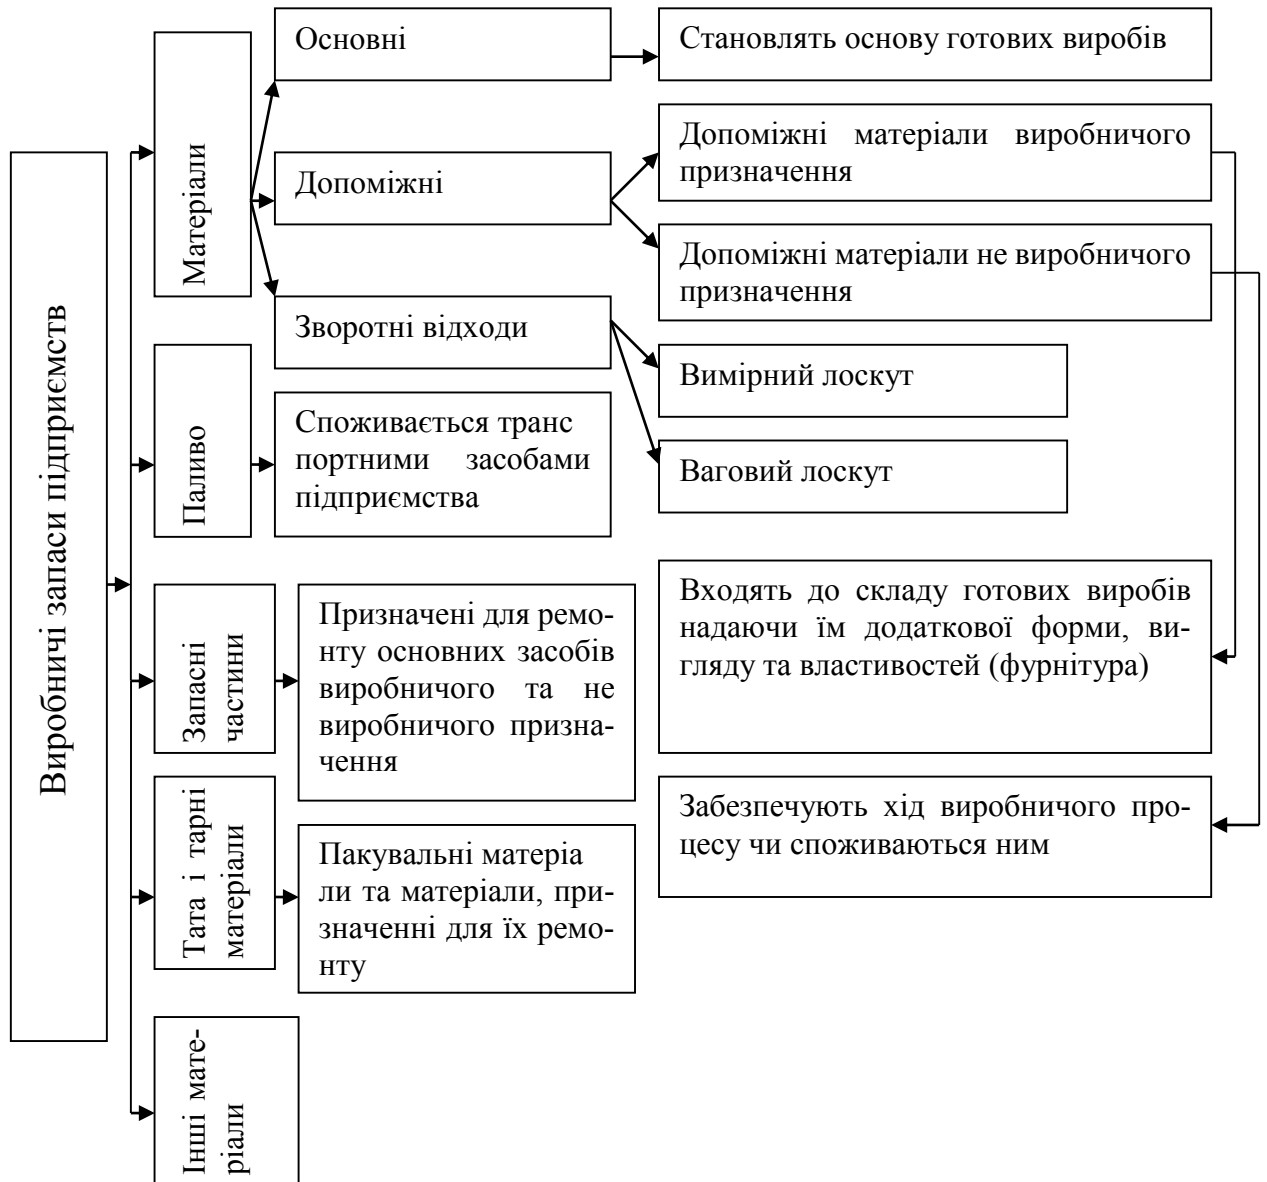 Виробничі запаси підприємств
Матеріали
Основні
Становлять основу готових виробів
Допоміжні
Допоміжні матеріали виробничого
призначення
Допоміжні матеріали не виробничого
призначення
Зворотні відходи
Вимірний лоскут
Ваговий лоскут
Паливо
Споживається транс
портними засобами
підприємства
Запасні
частини
Призначені для ремо-
нту основних засобів
виробничого та не
виробничого призна-
чення
Входять до складу готових виробів
надаючи їм додаткової форми, ви-
гляду та властивостей (фурнітура)
Забезпечують хід виробничого про-
цесу чи споживаються ним
Тата і тарні
матеріали
Пакувальні матеріа
ли та матеріали, при-
значенні для їх ремо-
нту
Інші мате-
ріали